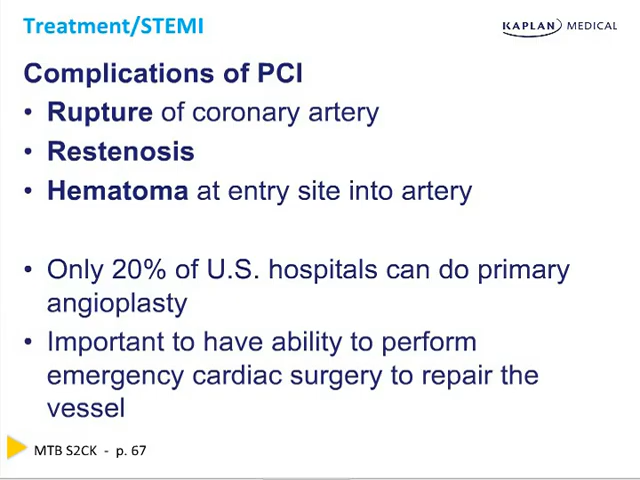 Treatment/STEMI
KAPLAN MEDICAL
Complications of PCI
• Rupture of coronary artery
• Restenosis
• Hematoma at entry site into artery
• Only 20% of U.S. hospitals can do primary
angioplasty
• Important to have ability to perform
emergency cardiac surgery to repair the
vessel
MTB S2CK - p. 67